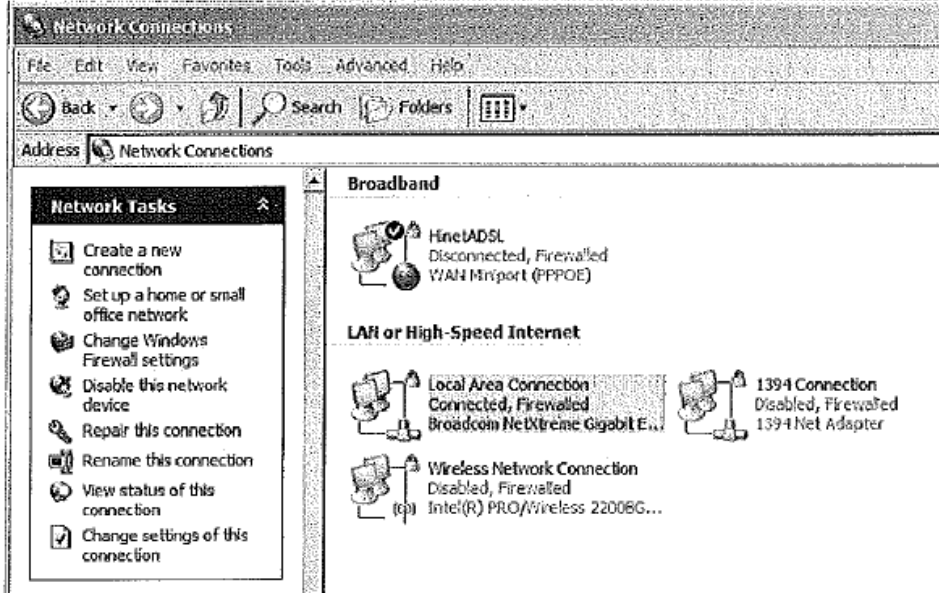 Network Connections
File Edit View Favorites Tools Advanced Help
Back Search Folders
Address Network Connections
Network Tasks
Create a new
connection
Set up a home or small
office network
Change Windows
Firewall settings
Disable this network
device
Repair this connection
Rename this connection
View status of this
connection
Change settings of this
connection
Broadband
HinetADSL
Disconnected, Firewalled
WAN Miniport (PPPOE)
LAN or High-Speed Internet
Local Area Connection
Connected, Firewalled
Broadcom NetXtreme Gigabit E...
1394 Connection
Disabled, Firewalled
1394 Net Adapter
Wireless Network Connection
Disabled, Firewalled
Intel(R) PRO/Wireless 2200BG...